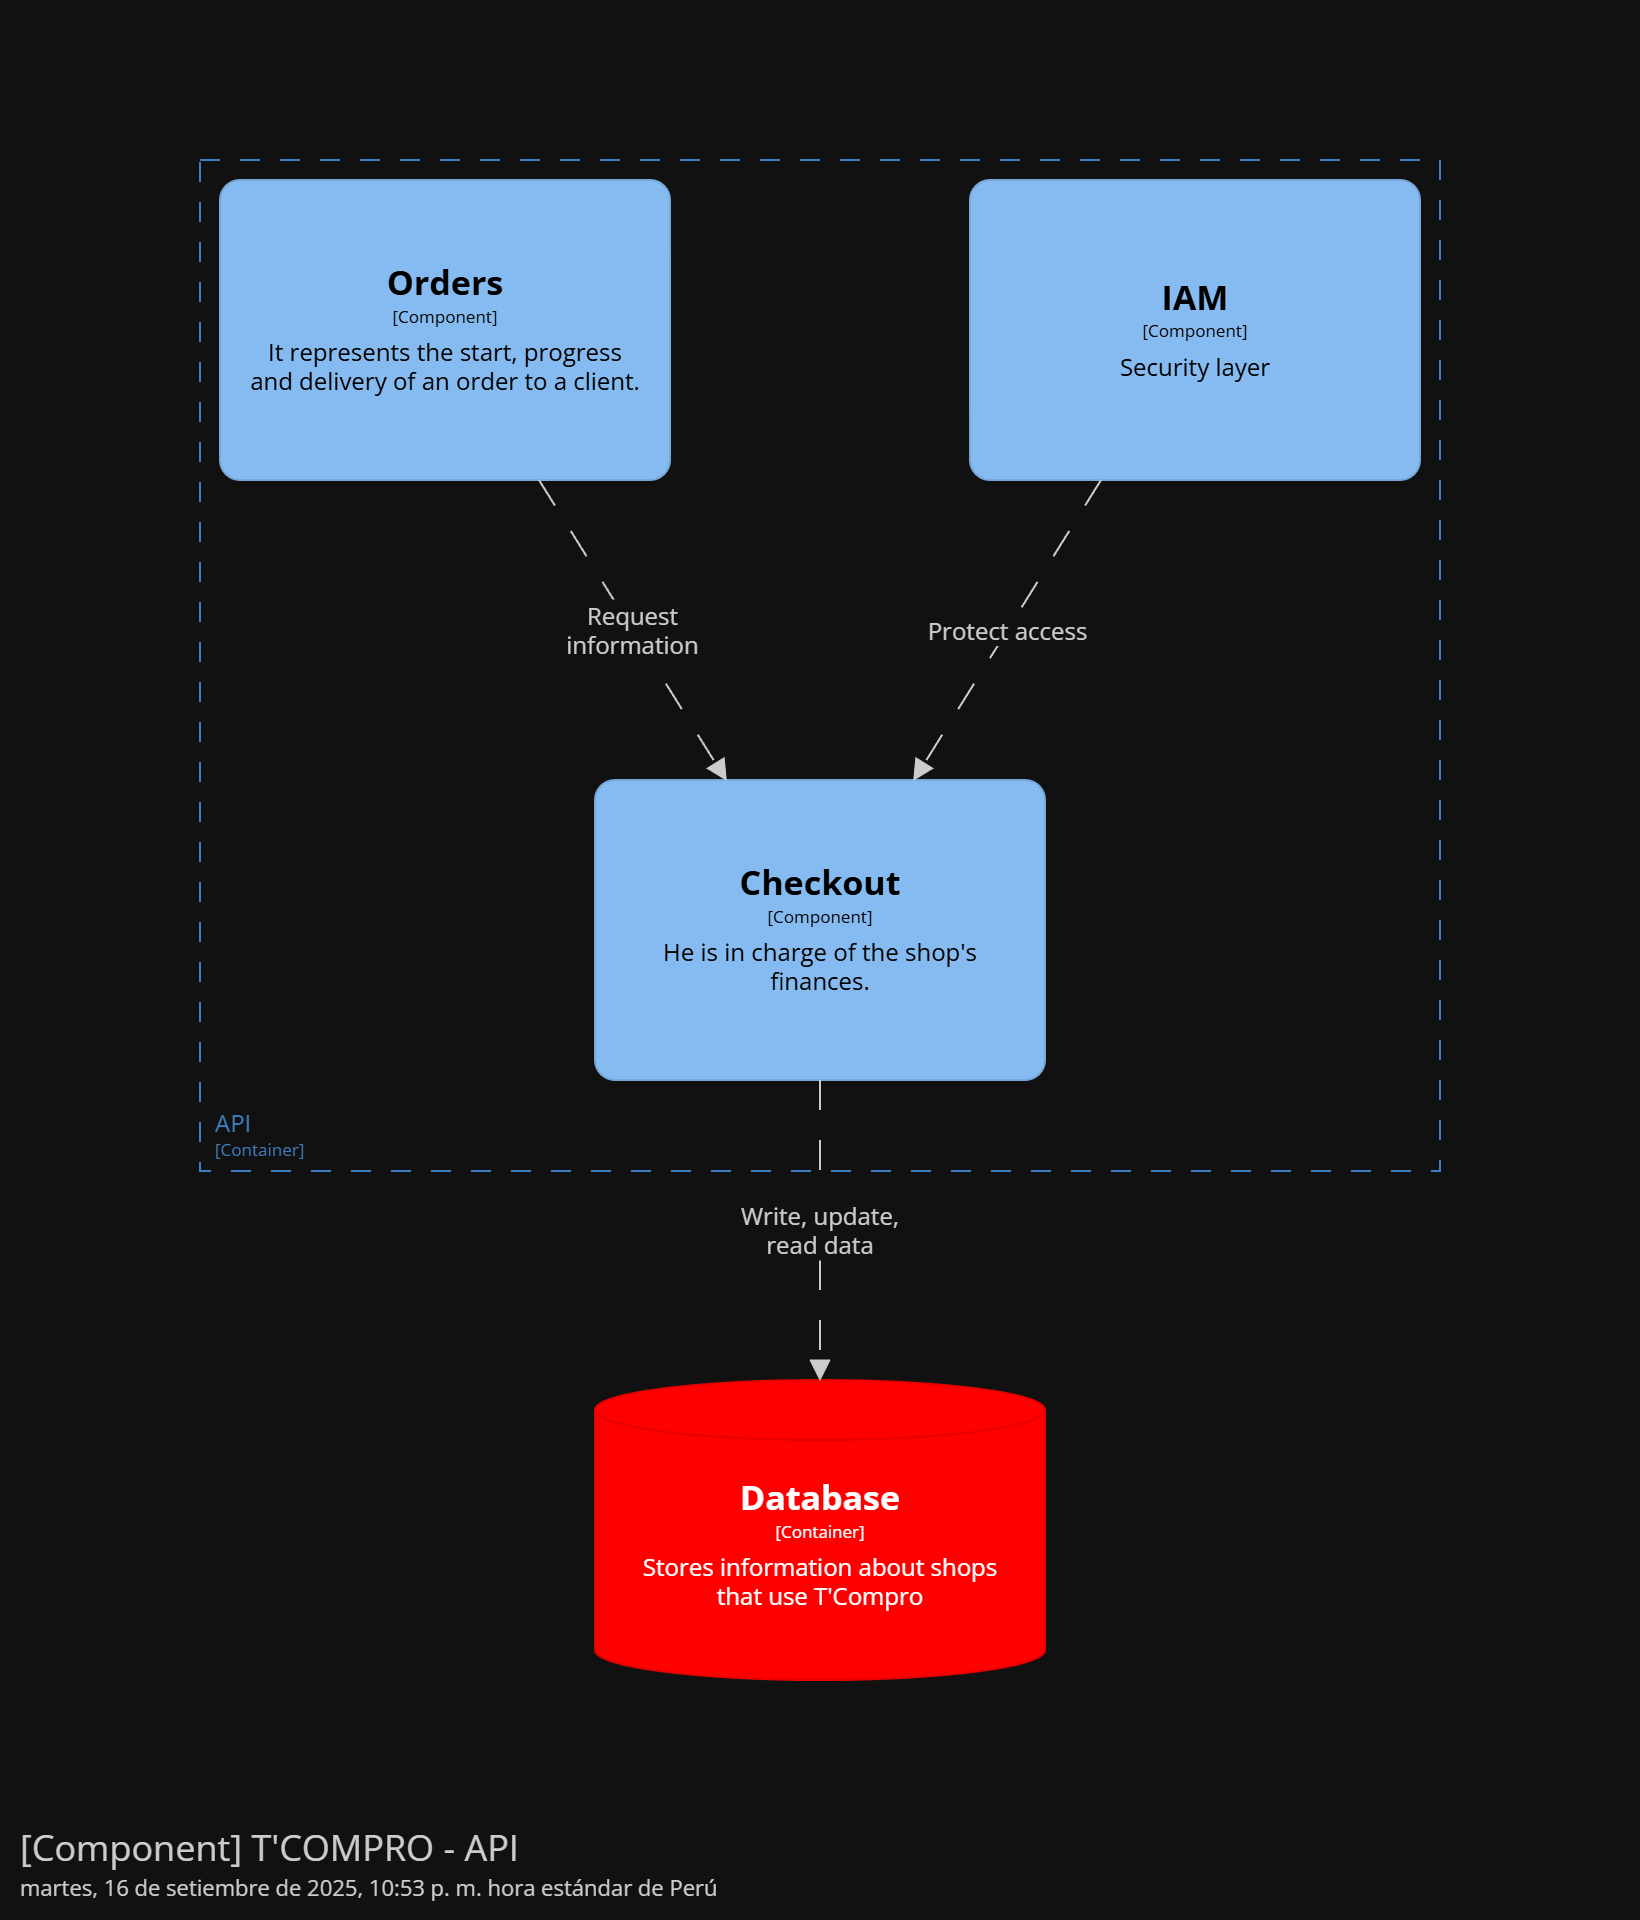 Orders
[Component]
It represents the start, progress
and delivery of an order to a client.
IAM
[Component]
Security layer
Request
information
Protect access
Checkout
[Component]
He is in charge of the shop's
finances.
API
[Container]
Write, update,
read data
Database
[Container]
Stores information about shops
that use T'Compro
[Component] T'COMPRO - API
martes, 16 de setiembre de 2025, 10:53 p. m. hora estándar de Perú